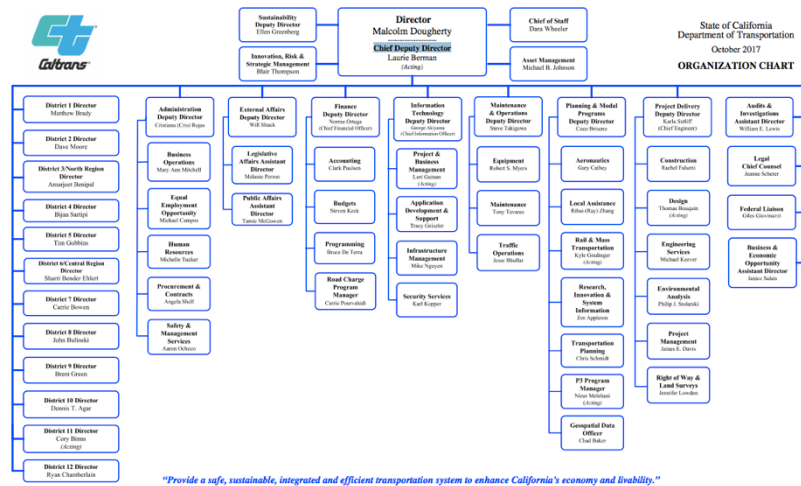 Caltrans
Sustainability
Deputy Director
Ellen Greenberg
Innovation, Risk &
Strategic Management
Blair Thompson
Director
Malcolm Dougherty
Chief Deputy Director
Laurie Berman
(Acting)
Chief of Staff
Dara Wheeler
Asset Management
Michael B. Johnson
State of California
Department of Transportation
October 2017
ORGANIZATION CHART
District 1 Director
Matthew Brady
District 2 Director
Dave Moore
District 3/North Region
Director
Amarjeet Benipal
District 4 Director
Bijan Sartipi
District 5 Director
Tim Gubbins
District 6/Central Region
Director
Sharri Bender Ehlert
District 7 Director
Carrie Bowen
District 8 Director
John Bulinski
District 9 Director
Brent Green
District 10 Director
Dennis T. Agar
District 11 Director
Cory Binns
(Acting)
District 12 Director
Ryan Chamberlain
Administration
Deputy Director
Cristiana (Cris) Rojas
Business
Operations
Mary Ann Mitchell
Equal
Employment
Opportunity
Michael Campos
Human
Resources
Michelle Tucker
Procurement &
Contracts
Angela Shell
Safety &
Management
Services
Aaron Ochoco
External Affairs
Deputy Director
Will Shuck
Legislative
Affairs Assistant
Director
Melanie Perron
Public Affairs
Assistant
Director
Tamie McGowen
Finance
Deputy Director
Norma Ortega
(Chief Financial Officer)
Accounting
Clark Paulsen
Budgets
Steven Keck
Programming
Bruce De Terra
Road Charge
Program
Manager
Carrie Pourvahidi
Information
Technology
Deputy Director
George Akiyama
(Chief Information Officer)
Project &
Business
Management
Lori Guinan
(Acting)
Application
Development &
Support
Tracy Geissler
Infrastructure
Management
Mike Nguyen
Security Services
Karl Kopper
Maintenance
& Operations
Deputy Director
Steve Takigawa
Equipment
Robert S. Myers
Maintenance
Tony Tavares
Traffic
Operations
Jesse Bhullar
Planning & Modal
Programs
Deputy Director
Coco Briseno
Aeronautics
Gary Cathey
Local Assistance
Rihui (Ray) Zhang
Rail & Mass
Transportation
Kyle Gradinger
(Acting)
Research,
Innovation &
System
Information
Jim Appleton
Transportation
Planning
Chris Schmidt
P3 Program
Manager
Nicar Melehani
(Acting)
Geospatial Data
Officer
Chad Baker
Project Delivery
Deputy Director
Karla Sutliff
(Chief Engineer)
Construction
Rachel Falsetti
Design
Thomas Bouquin
(Acting)
Engineering
Services
Michael Keever
Environmental
Analysis
Philip J. Stolarski
Project
Management
James E. Davis
Right of Way &
Land Surveys
Jennifer Lowden
Audits &
Investigations
Assistant Director
William E. Lewis
Legal
Chief Counsel
Jeanne Scherer
Federal Liaison
Giles Giovinazzi
Business &
Economic
Opportunity
Assistant Director
Janice Salais
“Provide a safe, sustainable, integrated and efficient transportation system to enhance California’s economy and livability.”